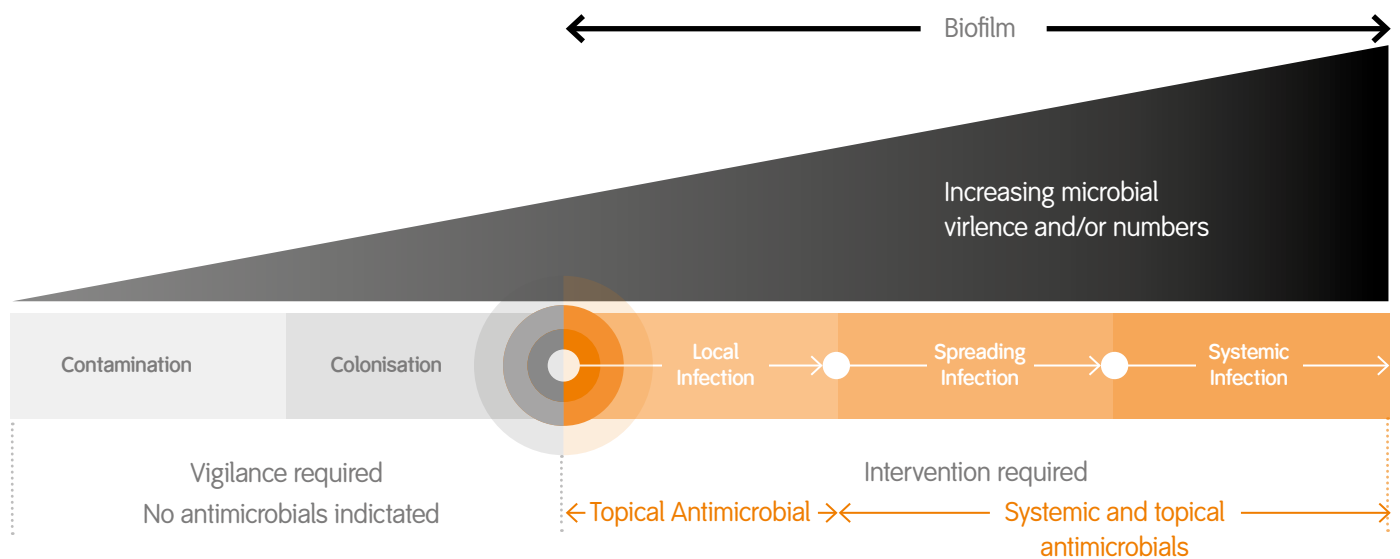 Biofilm
Increasing microbial
virlence and/or numbers
Contamination
Colonisation
Local
Infection
Spreading
Infection
Systemic
Infection
Vigilance required
No antimicrobials indictated
Intervention required
Topical Antimicrobial
Systemic and topical
antimicrobials